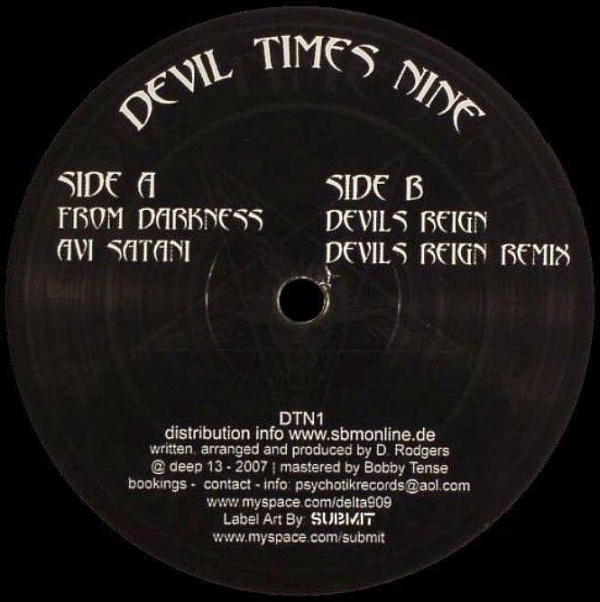 DEVIL TIMES NINE
SIDE A
FROM DARKNESS
AVI SATANI
SIDE B
DEVILS REIGN
DEVILS REIGN REMIX
DTN1
distribution info www.sbmonline.de
written. arranged and produced by D. Rodgers
@ deep 13 - 2007 | mastered by Bobby Tense
bookings - contact - info: psychotikrecords@aol.com
www.myspace.com/delta909
Label Art By: SUBMIT
www.myspace.com/submit